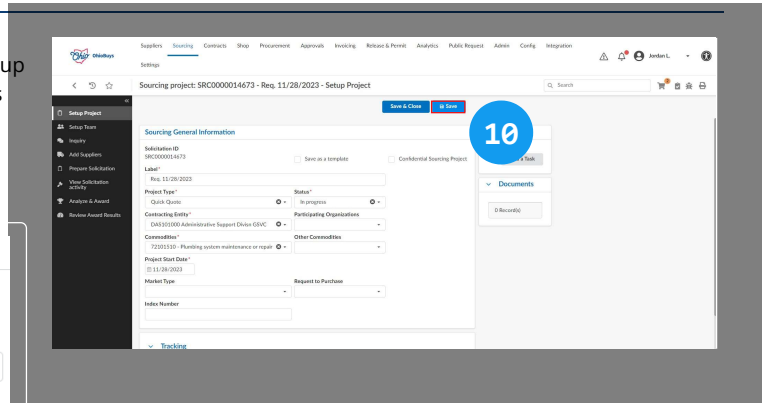 up
s
Ohio OhioBuys
Suppliers Sourcing Contracts Shop Procurement Approvals Invoicing Release & Permit Analytics Public Request Admin Config Integration
Settings
Jordan L.
Sourcing project: SRC0000014673 - Req. 11/28/2023 - Setup Project
Search
Save & Close Save
10
Setup Project
Setup Team
Inquiry
Add Suppliers
Prepare Solicitation
View Solicitation activity
Analyze & Award
Review Award Results
Sourcing General Information
Solicitation ID
SRC0000014673
Save as a template
Confidential Sourcing Project
Label*
Req. 11/28/2023
Project Type* Status*
Quick Quote In progress
Contracting Entity* Participating Organizations
DAS101000 Administrative Support Divise GSVC
Commodities* Other Commodities
72101510 - Plumbing system maintenance or repair
Project Start Date*
11/28/2023
Market Type Request to Purchase
Index Number
Tracking
a Task
Documents
0 Record(s)